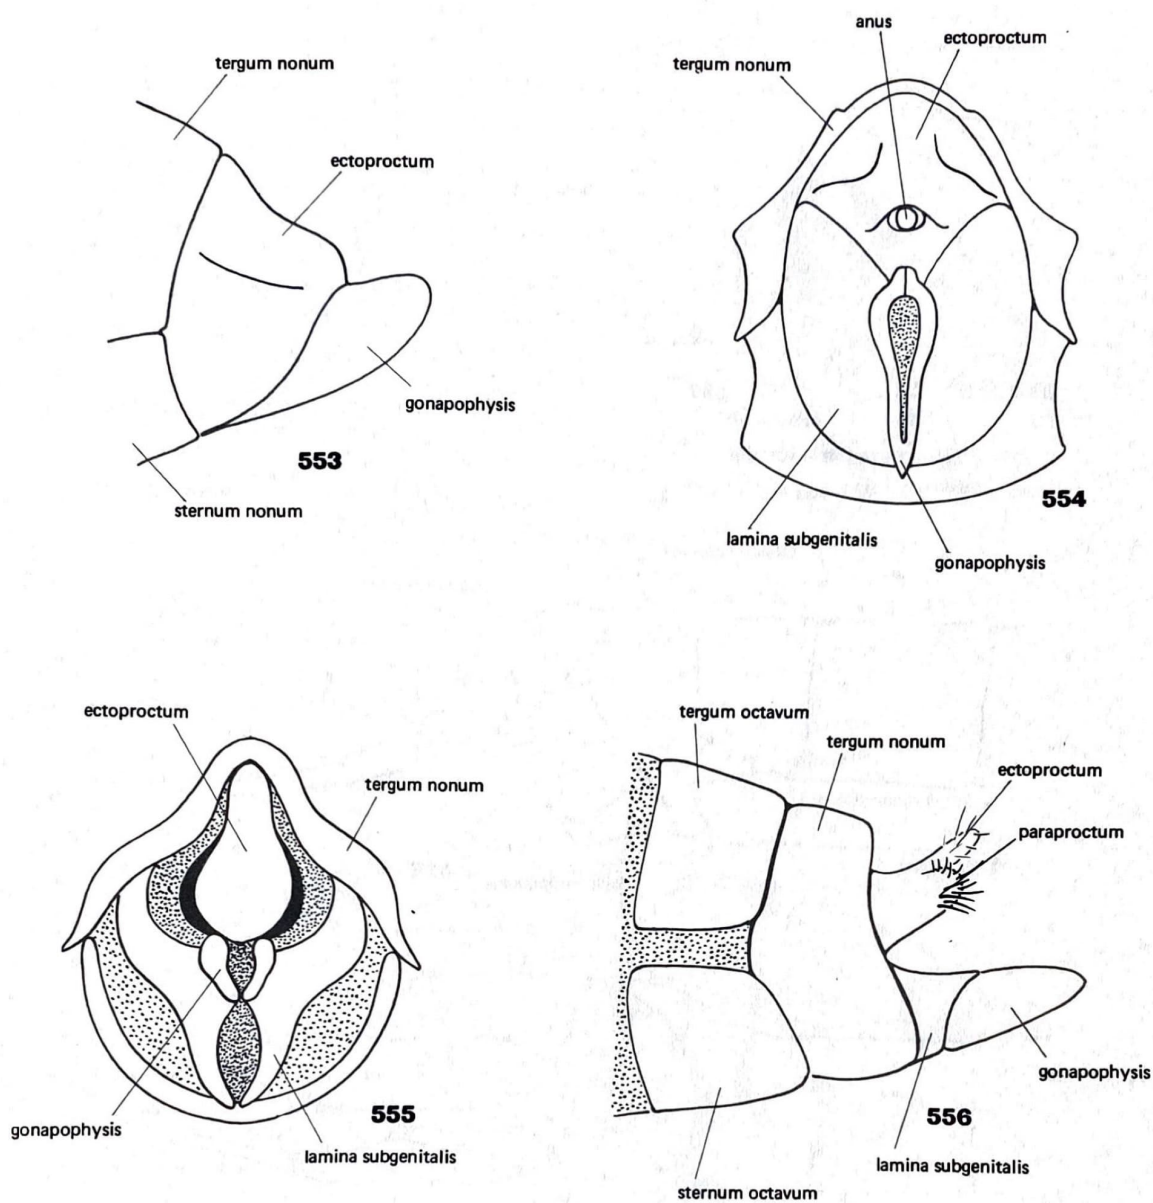 tergum nonum
ectoproctum
gonapophysis
553
sternum nonum
anus
ectoproctum
tergum nonum
554
lamina subgenitalis
gonapophysis
ectoproctum
tergum nonum
555
gonapophysis
lamina subgenitalis
tergum octavum
tergum nonum
ectoproctum
paraproctum
gonapophysis
556
lamina subgenitalis
sternum octavum